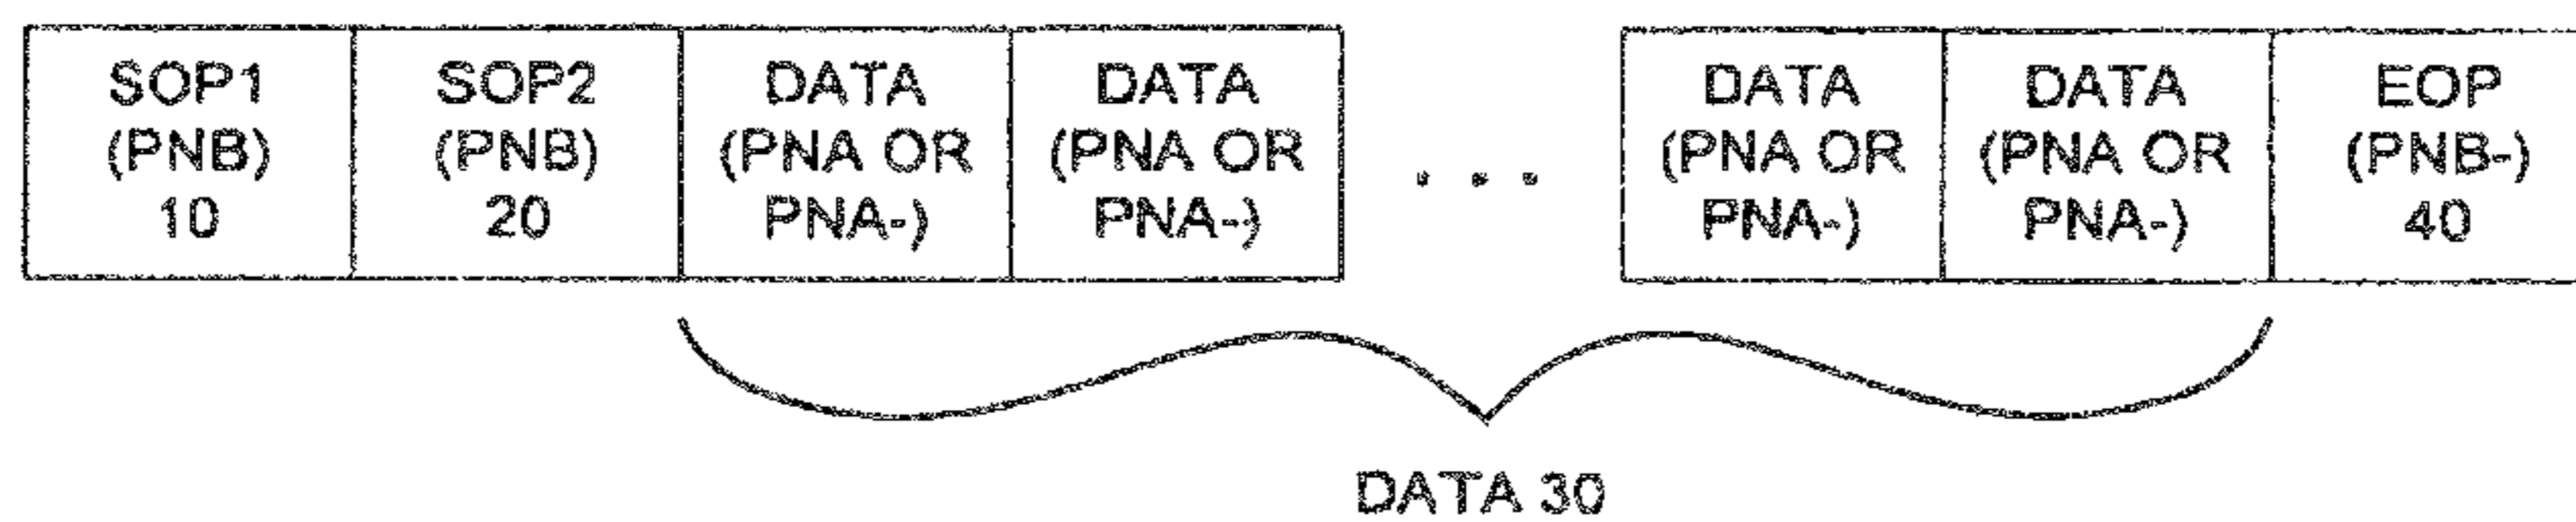 SOP1
(PNB)
10
SOP2
(PNB)
20
DATA
(PNA OR
PNA-)
DATA
(PNA OR
PNA-)
. . .
DATA
(PNA OR
PNA-)
DATA
(PNA OR
PNA-)
EOP
(PNB-)
40
DATA 30